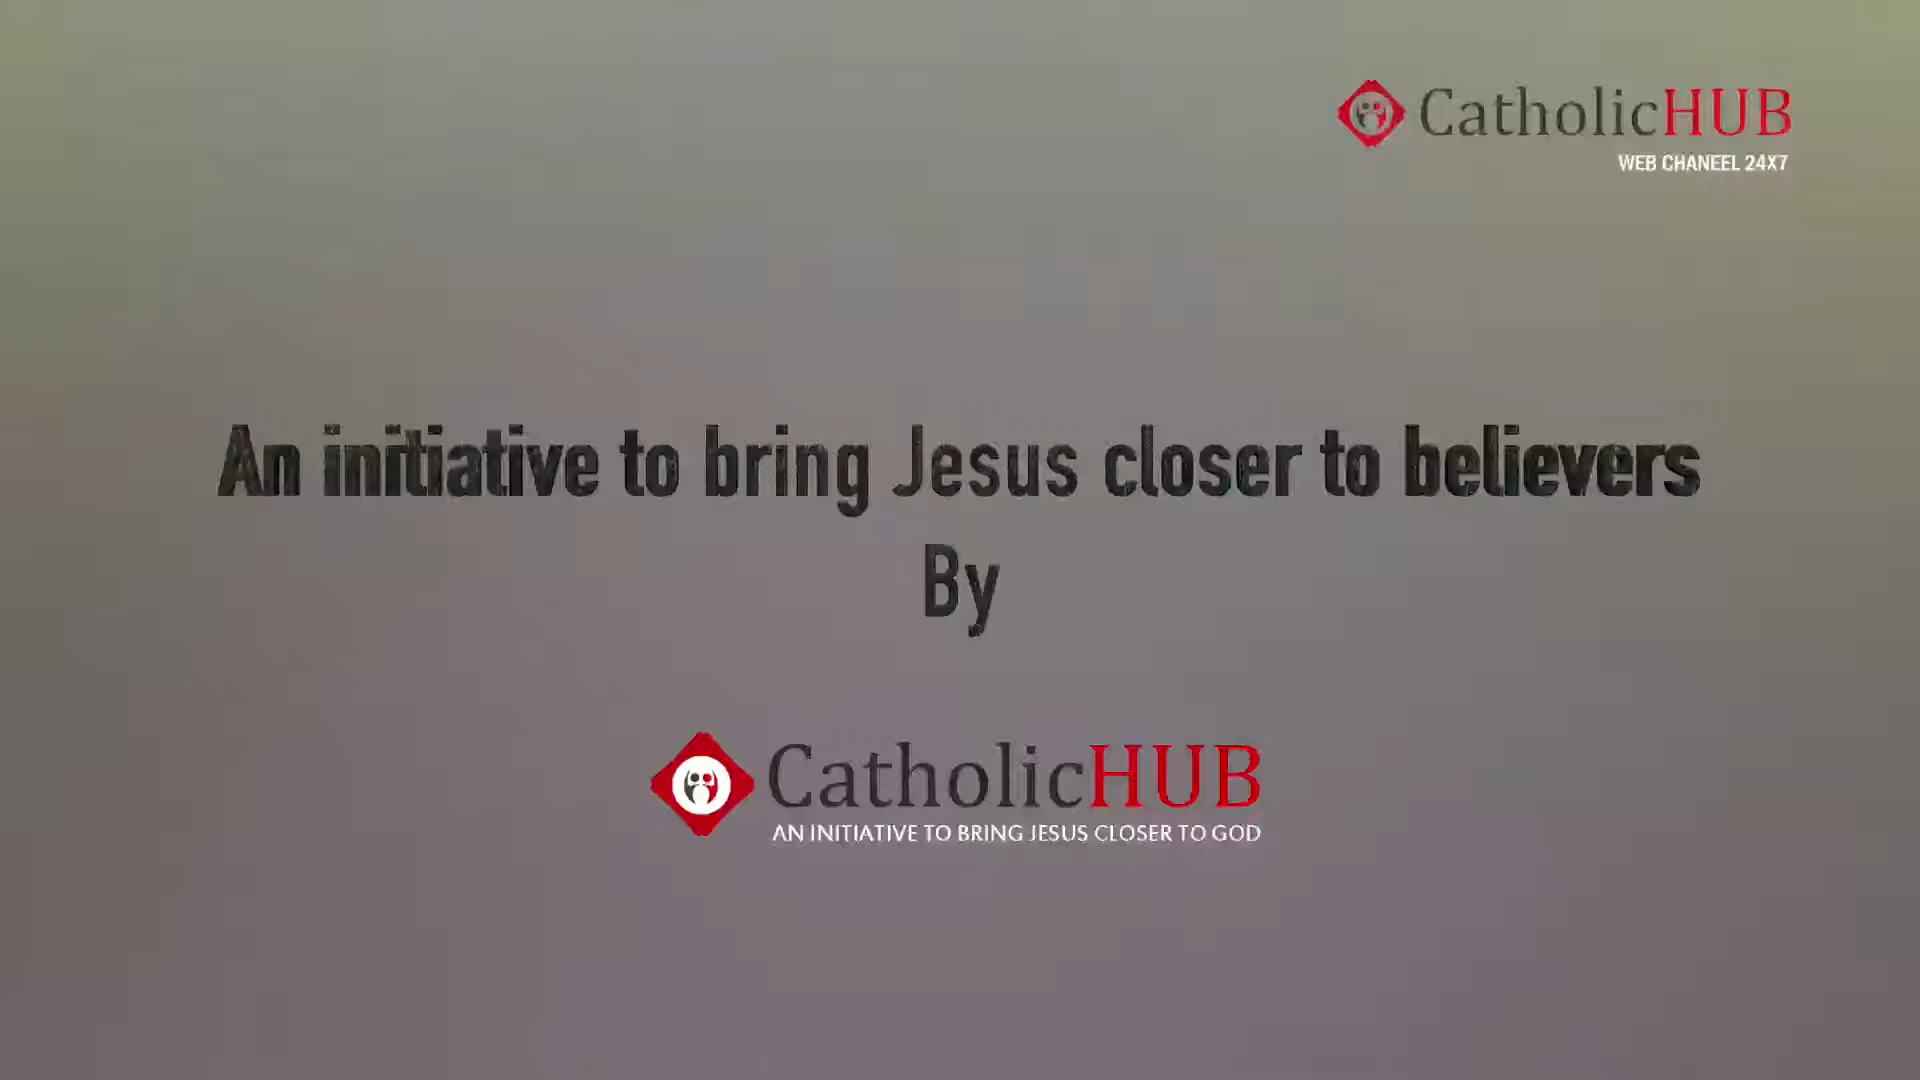 CatholicHUB
WEB CHANEEL 24X7
An initiative to bring Jesus closer to believers
By
CatholicHUB
AN INITIATIVE TO BRING JESUS CLOSER TO GOD